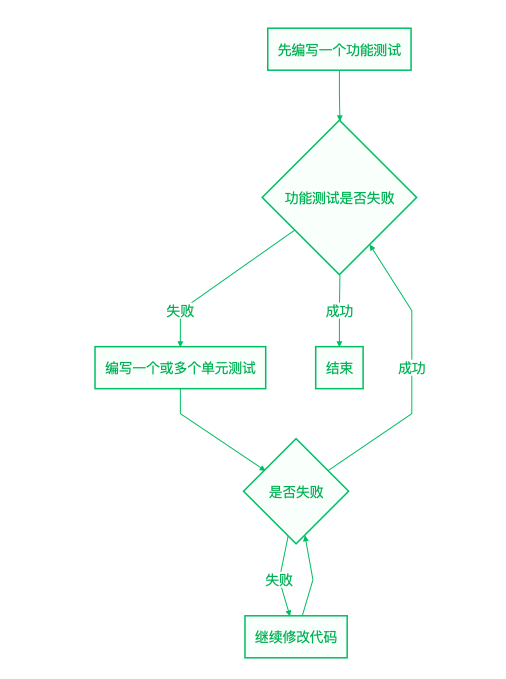 先编写一个功能测试
功能测试是否失败
失败
成功
编写一个或多个单元测试
结束
成功
是否失败
失败
继续修改代码